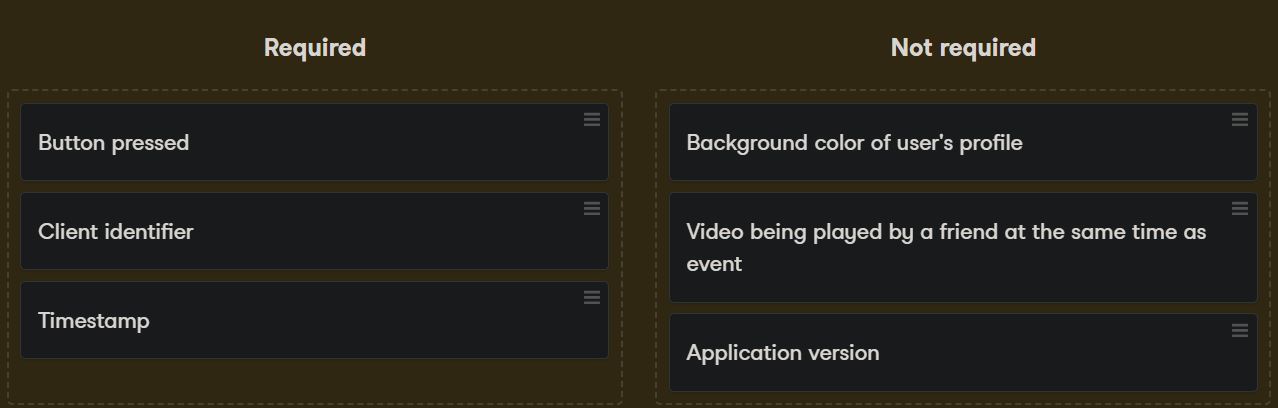 Required
Button pressed
Client identifier
Timestamp
Not required
Background color of user's profile
Video being played by a friend at the same time as
event
Application version